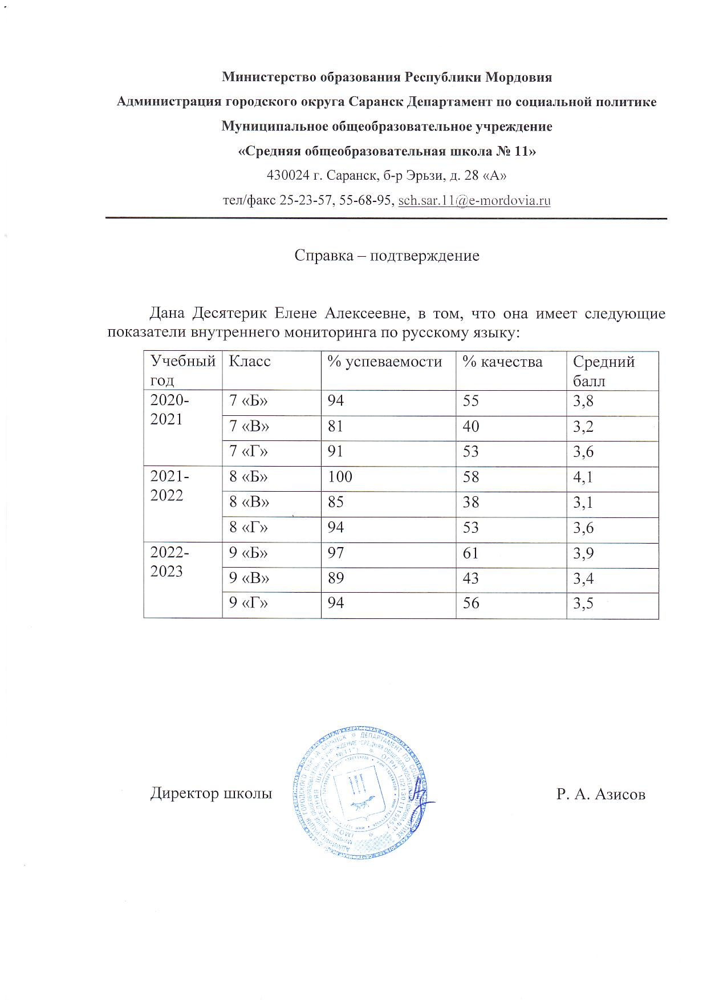 Министерство образования Республики Мордовия
Администрация городского округа Саранск Департамент по социальной политике
Муниципальное общеобразовательное учреждение
«Средняя общеобразовательная школа № 11»
430024 г. Саранск, б-р Эрьзи, д. 28 «А»
тел/факс 25-23-57, 55-68-95, sch.sar.11@e-mordovia.ru
Справка – подтверждение
Дана Десятерик Елене Алексеевне, в том, что она имеет следующие
показатели внутреннего мониторинга по русскому языку:
Учебный год Класс % успеваемости % качества Средний балл
2020-2021 7 «Б» 94 55 3,8
7 «В» 81 40 3,2
7 «Г» 91 53 3,6
2021-2022 8 «Б» 100 58 4,1
8 «В» 85 38 3,1
8 «Г» 94 53 3,6
2022-2023 9 «Б» 97 61 3,9
9 «В» 89 43 3,4
9 «Г» 94 56 3,5
Директор школы Р. А. Азисов